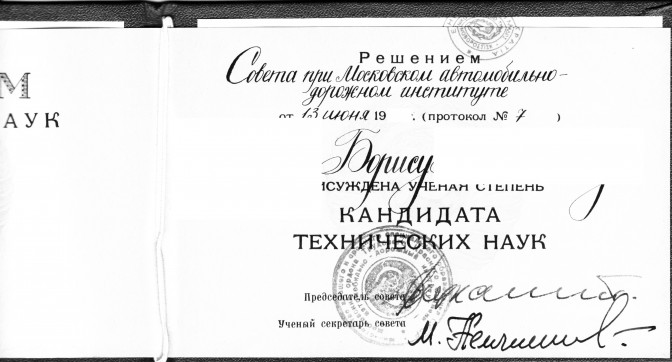 М
АУК
Решением
Совета при Московском автомобильно-
дорожном институте
от 13 июня 19 . (протокол № 7 )
Борису
ИСУЖДЕНА УЧЕНАЯ СТЕПЕНЬ
КАНДИДАТА
ТЕХНИЧЕСКИХ НАУК
Председатель совета
Ученый секретарь совета